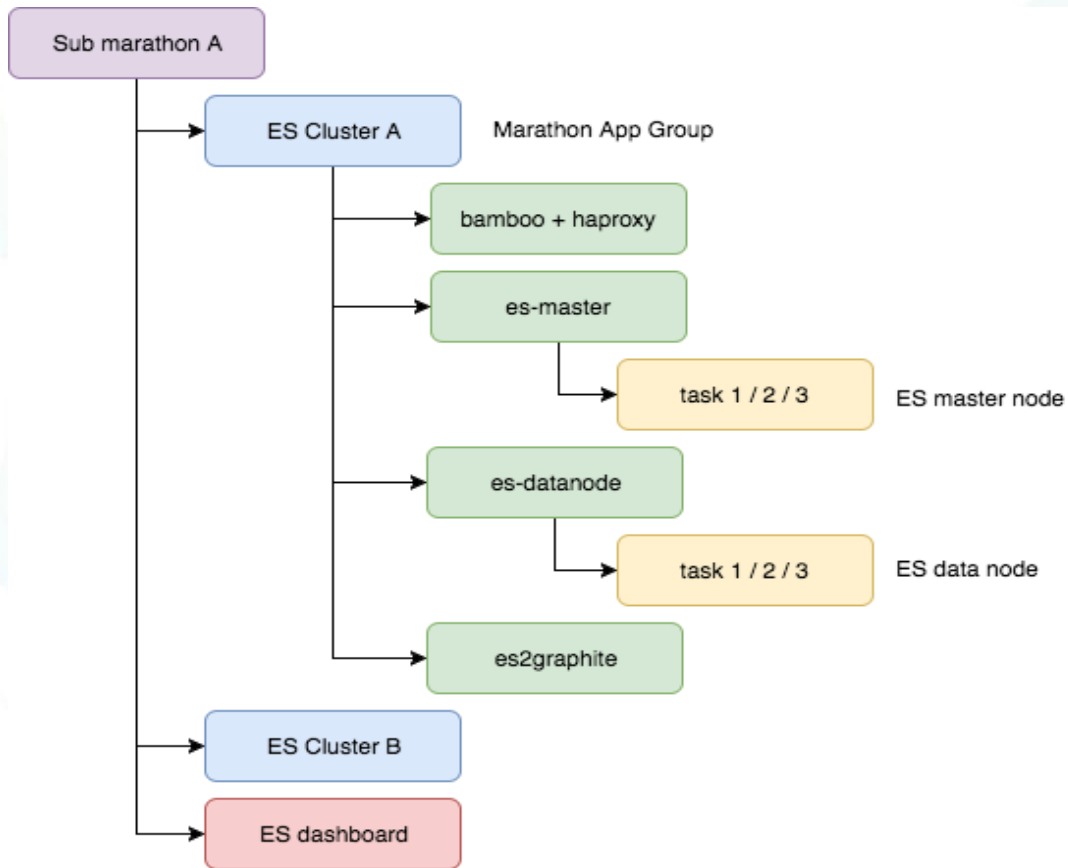 Sub marathon A
ES Cluster A
Marathon App Group
bamboo + haproxy
es-master
task 1 / 2 / 3
ES master node
es-datanode
task 1 / 2 / 3
ES data node
es2graphite
ES Cluster B
ES dashboard